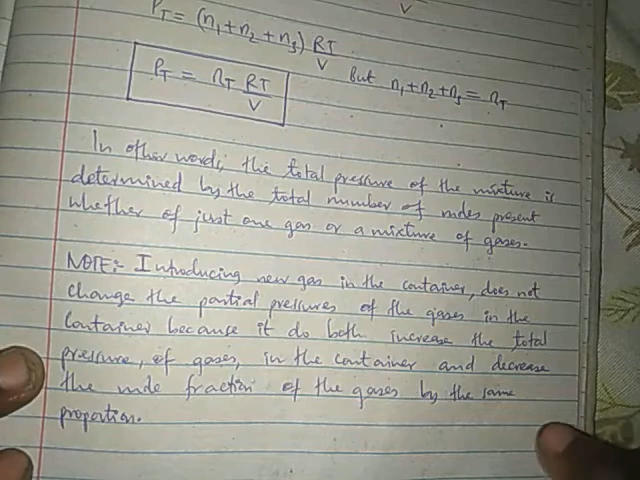 V
P_T = (n₁+n₂+n₃) RT/V
P_T = n_T RT/V But n₁+n₂+n₃ = n_T
In other words, the total pressure of the mixture is
determined by the total number of moles present
whether of just one gas or a mixture of gases.
NOTE:- Introducing new gas in the container, does not
change the partial pressures of the gases in the
Container because it do both increase the total
pressure, of gases, in the container and decrease
the mole fraction of the gases by the same
proportion.